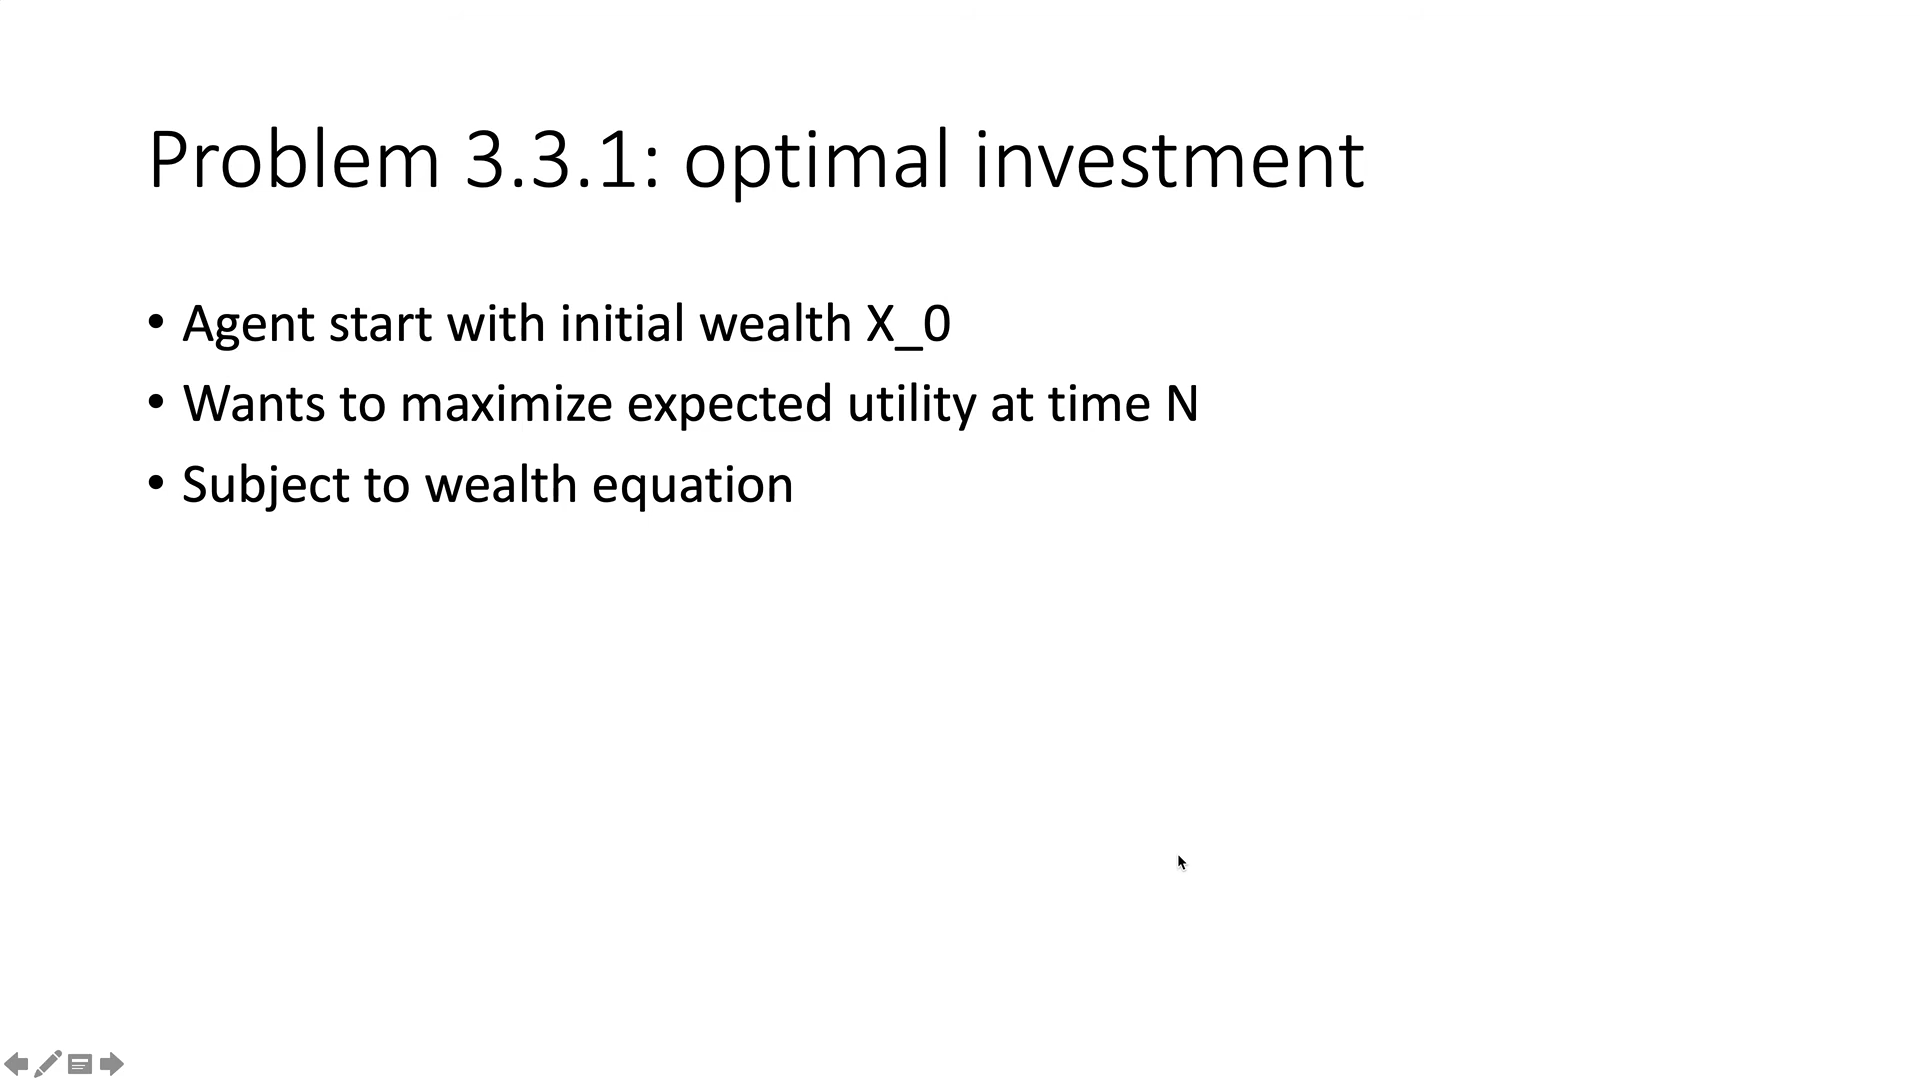 Problem 3.3.1: optimal investment
• Agent start with initial wealth X_0
• Wants to maximize expected utility at time N
• Subject to wealth equation